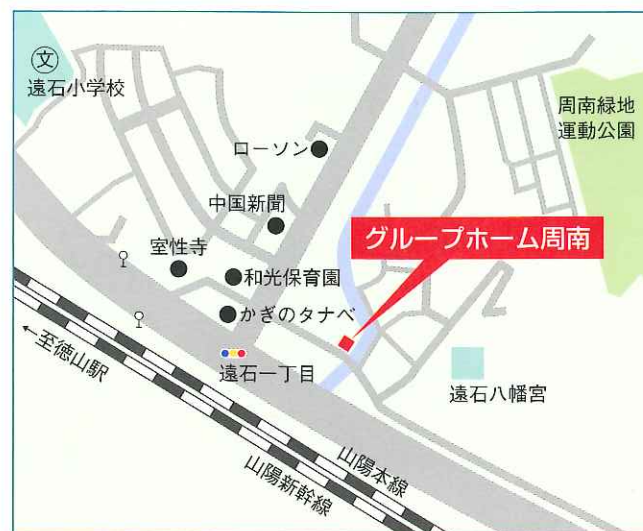 文
遠石小学校
周南緑地
運動公園
ローソン
中国新聞
グループホーム周南
室性寺
和光保育園
かぎのタナベ
←至徳山駅
遠石一丁目
遠石八幡宮
山陽本線
山陽新幹線